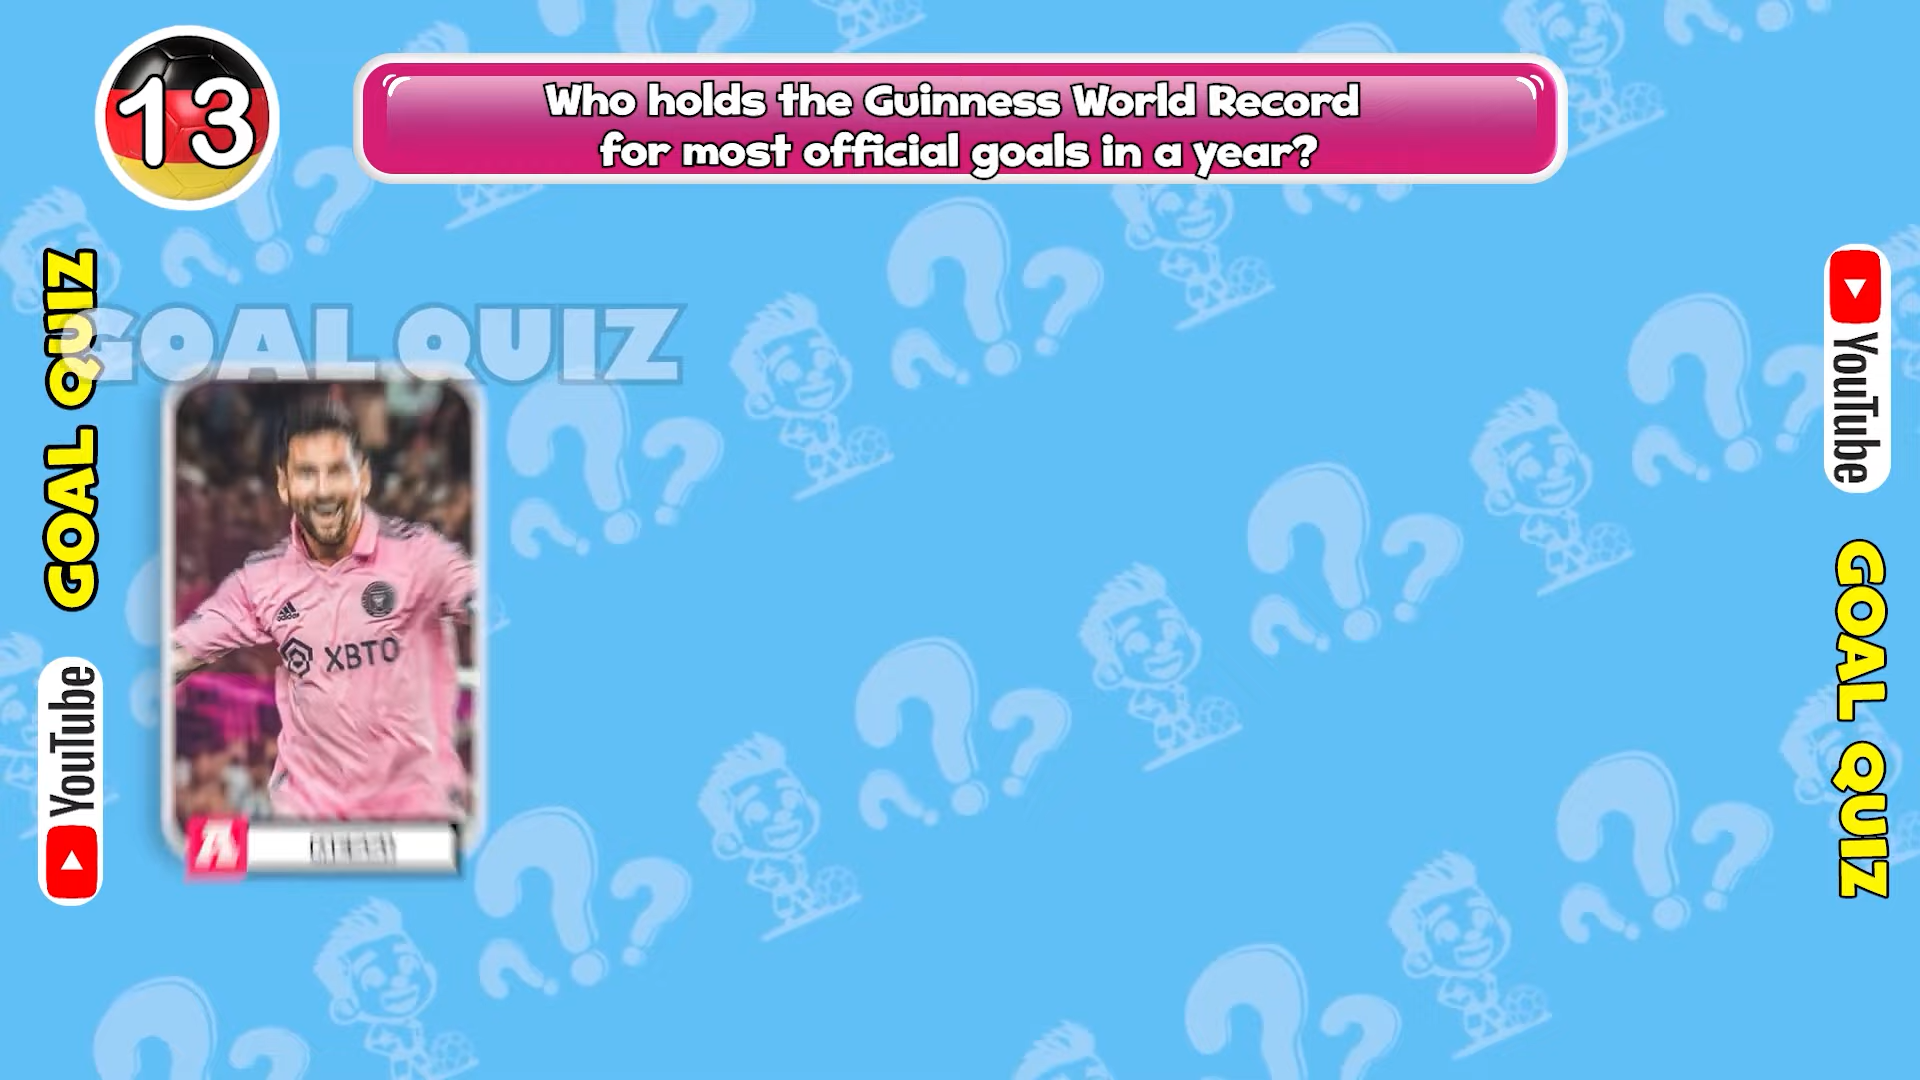 13
Who holds the Guinness World Record
for most official goals in a year?
GOAL QUIZ
GOAL QUIZ
YouTube
adidas
XBTO
A
YouTube
GOAL QUIZ